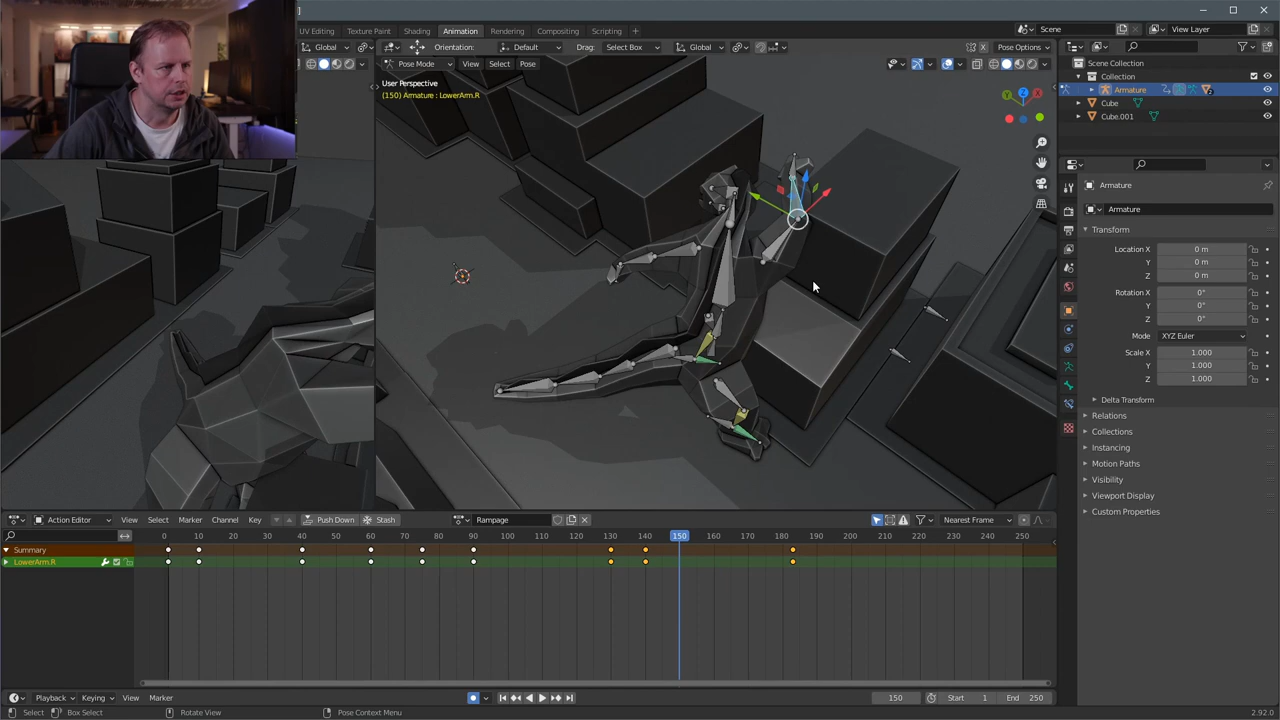 UV Editing Texture Paint Shading Animation Rendering Compositing Scripting +
Scene
View Layer
Global Orientation: Default Drag: Select Box Global Pose Options
Pose Mode View Select Pose
User Perspective
(150) Armature : LowerArm.R
Y Z X
Scene Collection
Collection
Armature
Cube
Cube.001
Armature
Armature
Transform
Location X 0 m
Y 0 m
Z 0 m
Rotation X 0°
Y 0°
Z 0°
Mode XYZ Euler
Scale X 1.000
Y 1.000
Z 1.000
Delta Transform
Relations
Collections
Instancing
Motion Paths
Visibility
Viewport Display
Custom Properties
Action Editor View Select Marker Channel Key Push Down Stash Rampage Nearest Frame
0 10 20 30 40 50 60 70 80 90 100 110 120 130 140 150 160 170 180 190 200 210 220 230 240 250
Summary
LowerArm.R
Playback Keying View Marker 150 Start 1 End 250
Select Box Select Rotate View Pose Context Menu 2.92.0